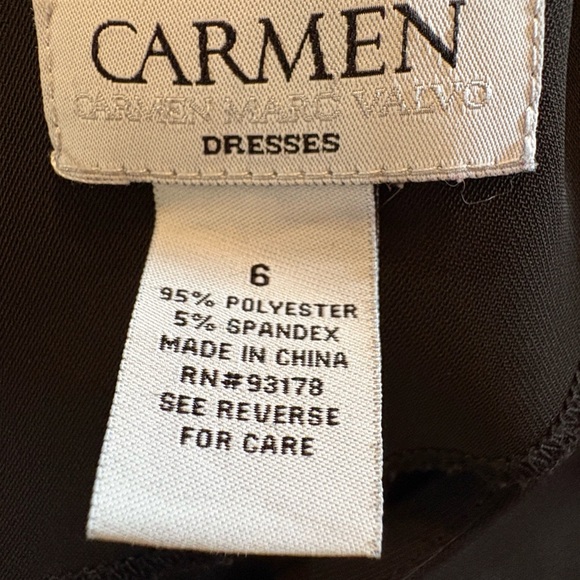 CARMEN
CARMEN MARC VALVO
DRESSES
6
95% POLYESTER
5% SPANDEX
MADE IN CHINA
RN#93178
SEE REVERSE
FOR CARE